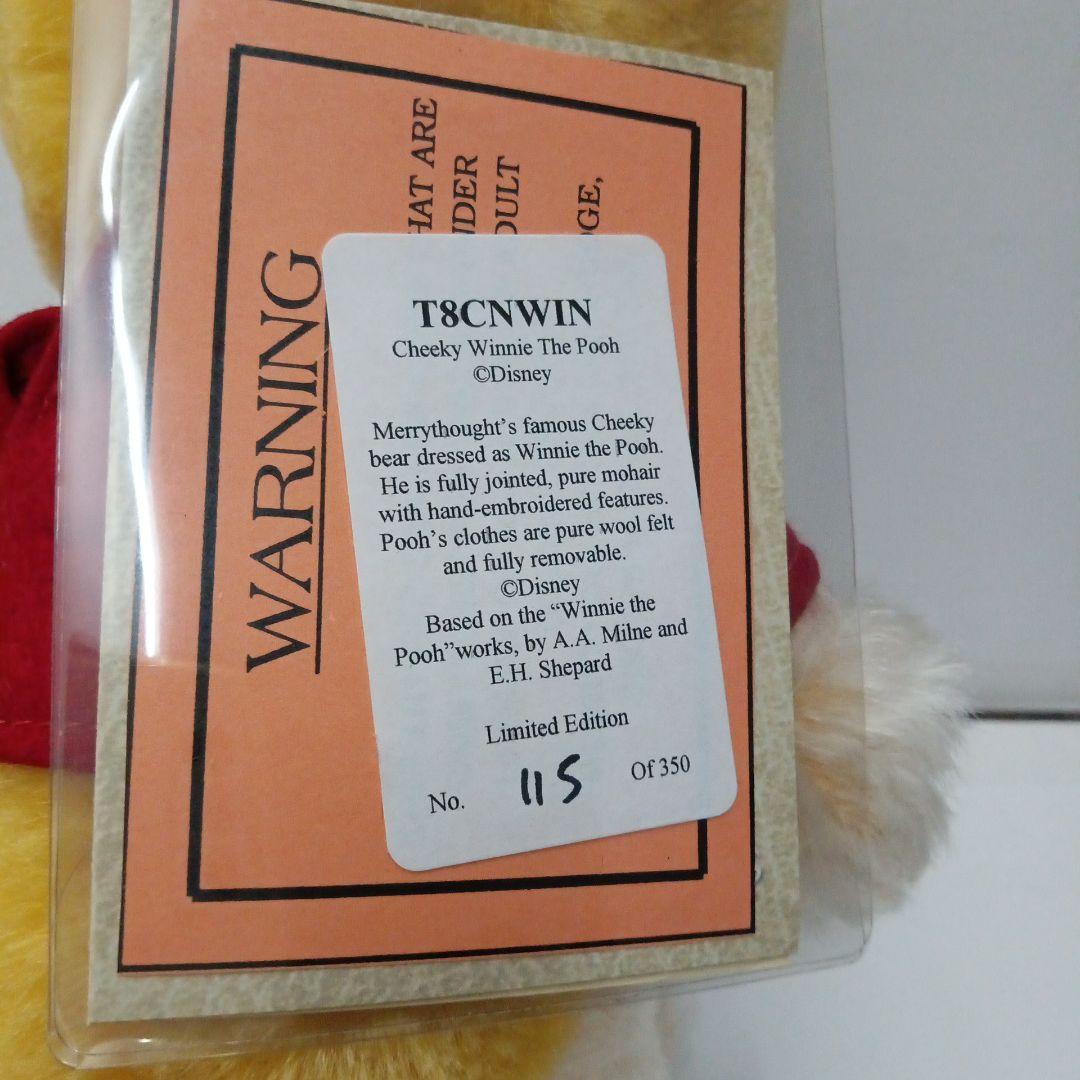 WARNING
HAT ARE
DER
DULT
GE,
T8CNWIN
Cheeky Winnie The Pooh
©Disney
Merrythought's famous Cheeky
bear dressed as Winnie the Pooh.
He is fully jointed, pure mohair
with hand-embroidered features.
Pooh's clothes are pure wool felt
and fully removable.
©Disney
Based on the “Winnie the
Pooh”works, by A.A. Milne and
E.H. Shepard
Limited Edition
No. 115 Of 350